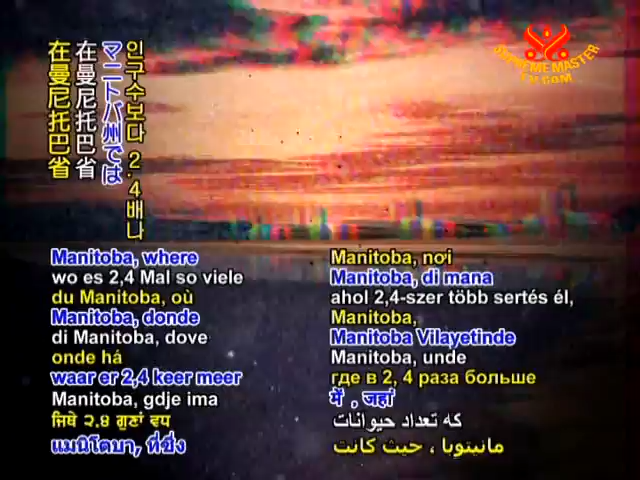 SUPREME MASTER
TV.COM
인구수보다 2.4배나
マニトバ州では
在曼尼托巴省
在曼尼托巴省
Manitoba, where
wo es 2,4 Mal so viele
du Manitoba, où
Manitoba, donde
di Manitoba, dove
onde há
waar er 2,4 keer meer
Manitoba, gdje ima
ਜਿਥੇ ੨.੪ ਗੁਣਾਂ ਵਧ
แมนิโตบา, ที่ซึ่ง
Manitoba, nơi
Manitoba, di mana
ahol 2,4-szer több sertés él,
Manitoba,
Manitoba Vilayetinde
Manitoba, unde
где в 2, 4 раза больше
में , जहां
که تعداد حیوانات
مانيتوبا ، حيث كانت